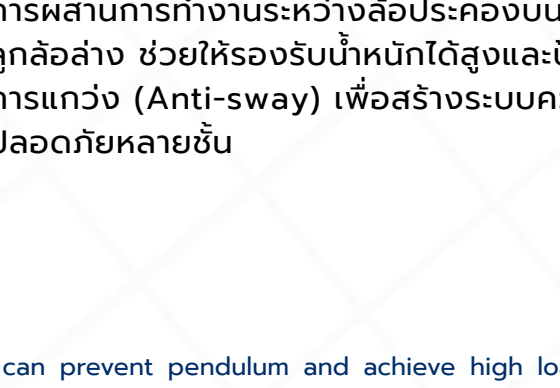 การผสานการทำงานระหว่างล้อประคองบน
ลูกล้อล่าง ช่วยให้รองรับน้ำหนักได้สูงและ
การแกว่ง (Anti-sway) เพื่อสร้างระบบ
ปลอดภัยหลายชั้น
can prevent pendulum and achieve high